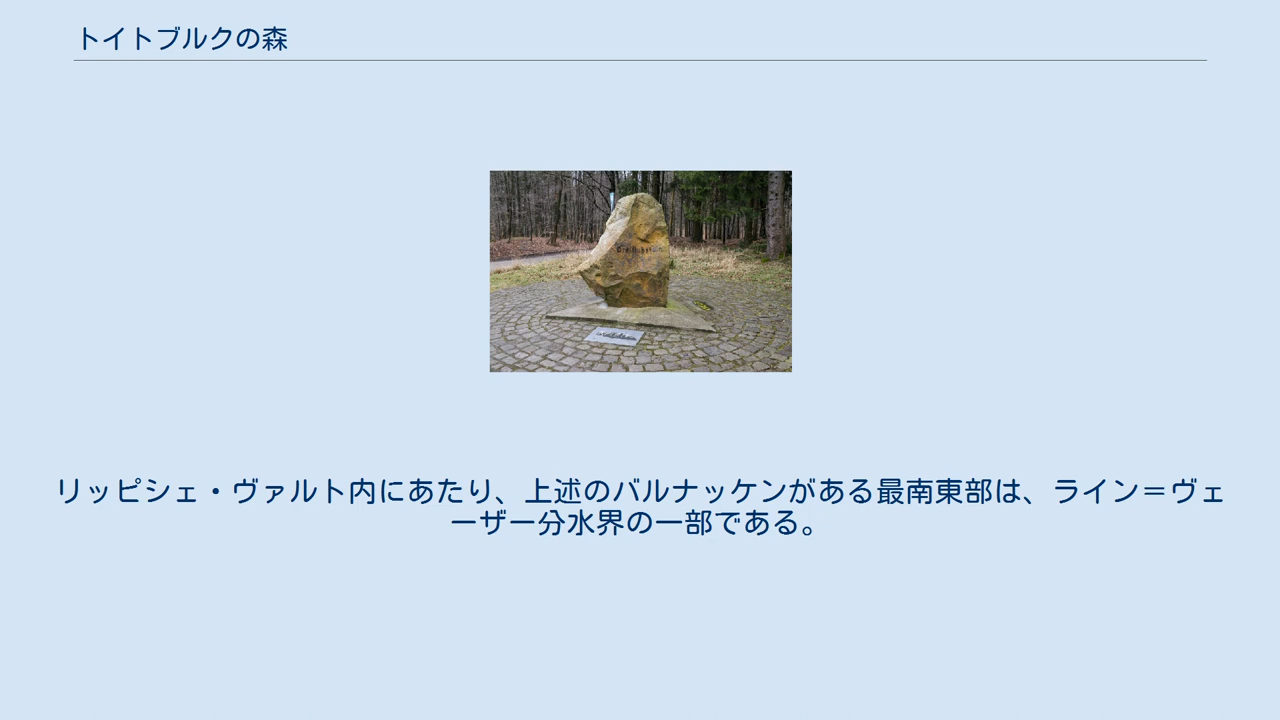 トイトブルクの森
リッピシェ・ヴァルト内にあたり、上述のバルナッケンがある最南東部は、ライン＝ヴェ
ーザー分水界の一部である。